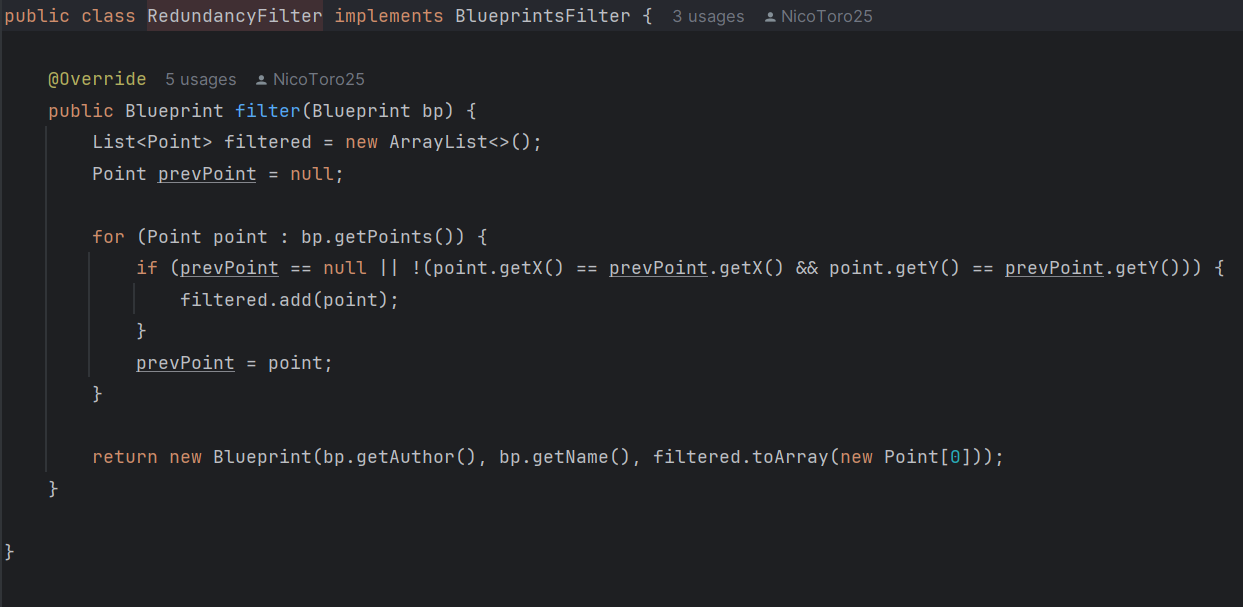 public class RedundancyFilter implements BlueprintsFilter { 3 usages NicoToro25
@Override 5 usages NicoToro25
public Blueprint filter(Blueprint bp) {
List<Point> filtered = new ArrayList<>();
Point prevPoint = null;
for (Point point : bp.getPoints()) {
if (prevPoint == null || !(point.getX() == prevPoint.getX() && point.getY() == prevPoint.getY())) {
filtered.add(point);
}
prevPoint = point;
}
return new Blueprint(bp.getAuthor(), bp.getName(), filtered.toArray(new Point[0]));
}
}